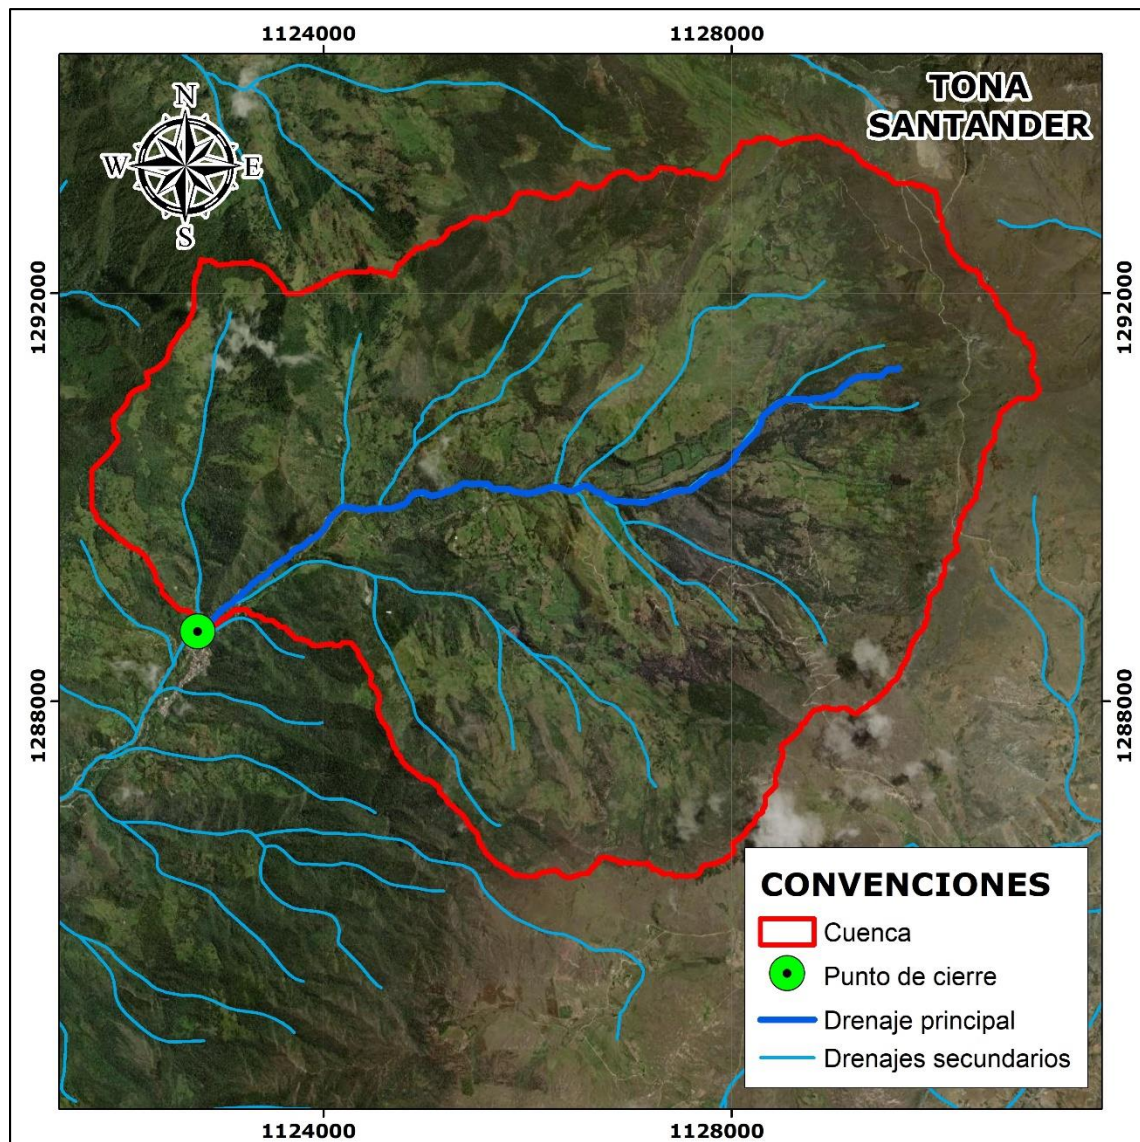 1124000
1128000
TONA
SANTANDER
N
W
E
S
1292000
1292000
1288000
1288000
CONVENCIONES
Cuenca
Punto de cierre
Drenaje principal
Drenajes secundarios
1124000
1128000